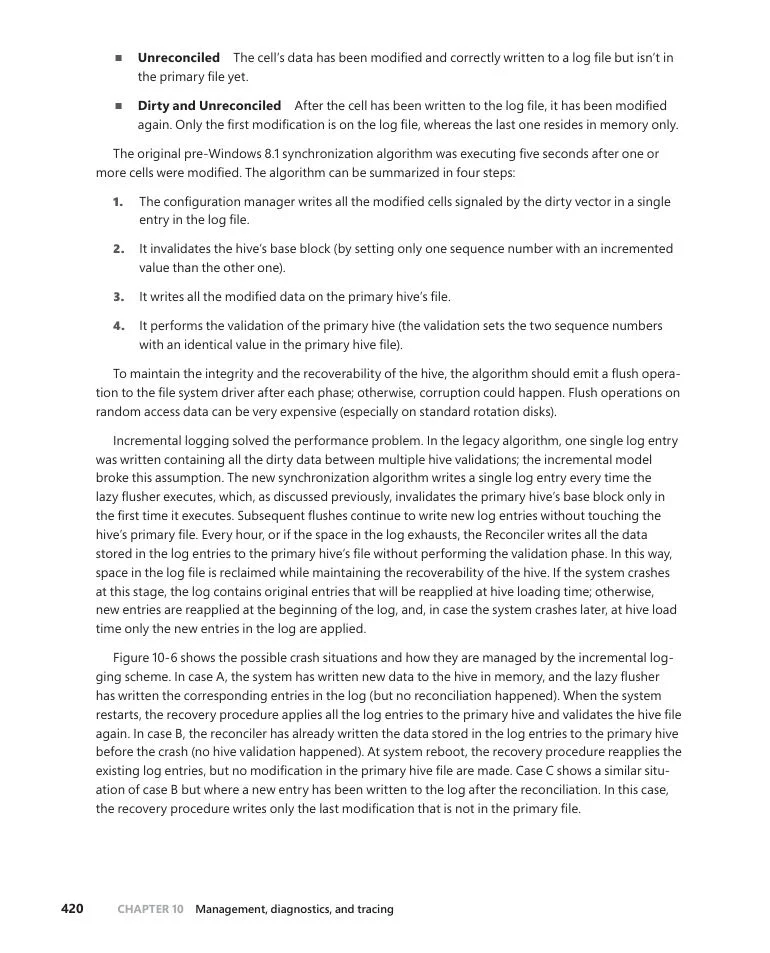 ■ Unreconciled The cell's data has been modified and correctly written to a log file but isn't in
the primary file yet.
■ Dirty and Unreconciled After the cell has been written to the log file, it has been modified
again. Only the first modification is on the log file, whereas the last one resides in memory only.
The original pre-Windows 8.1 synchronization algorithm was executing five seconds after one or
more cells were modified. The algorithm can be summarized in four steps:
1. The configuration manager writes all the modified cells signaled by the dirty vector in a single
entry in the log file.
2. It invalidates the hive's base block (by setting only one sequence number with an incremented
value than the other one).
3. It writes all the modified data on the primary hive's file.
4. It performs the validation of the primary hive (the validation sets the two sequence numbers
with an identical value in the primary hive file).
To maintain the integrity and the recoverability of the hive, the algorithm should emit a flush opera-
tion to the file system driver after each phase; otherwise, corruption could happen. Flush operations on
random access data can be very expensive (especially on standard rotation disks).
Incremental logging solved the performance problem. In the legacy algorithm, one single log entry
was written containing all the dirty data between multiple hive validations; the incremental model
broke this assumption. The new synchronization algorithm writes a single log entry every time the
lazy flusher executes, which, as discussed previously, invalidates the primary hive's base block only in
the first time it executes. Subsequent flushes continue to write new log entries without touching the
hive's primary file. Every hour, or if the space in the log exhausts, the Reconciler writes all the data
stored in the log entries to the primary hive's file without performing the validation phase. In this way,
space in the log file is reclaimed while maintaining the recoverability of the hive. If the system crashes
at this stage, the log contains original entries that will be reapplied at hive loading time; otherwise,
new entries are reapplied at the beginning of the log, and, in case the system crashes later, at hive load
time only the new entries in the log are applied.
Figure 10-6 shows the possible crash situations and how they are managed by the incremental log-
ging scheme. In case A, the system has written new data to the hive in memory, and the lazy flusher
has written the corresponding entries in the log (but no reconciliation happened). When the system
restarts, the recovery procedure applies all the log entries to the primary hive and validates the hive file
again. In case B, the reconciler has already written the data stored in the log entries to the primary hive
before the crash (no hive validation happened). At system reboot, the recovery procedure reapplies the
existing log entries, but no modification in the primary hive file are made. Case C shows a similar situ-
ation of case B but where a new entry has been written to the log after the reconciliation. In this case,
the recovery procedure writes only the last modification that is not in the primary file.
420 CHAPTER 10 Management, diagnostics, and tracing